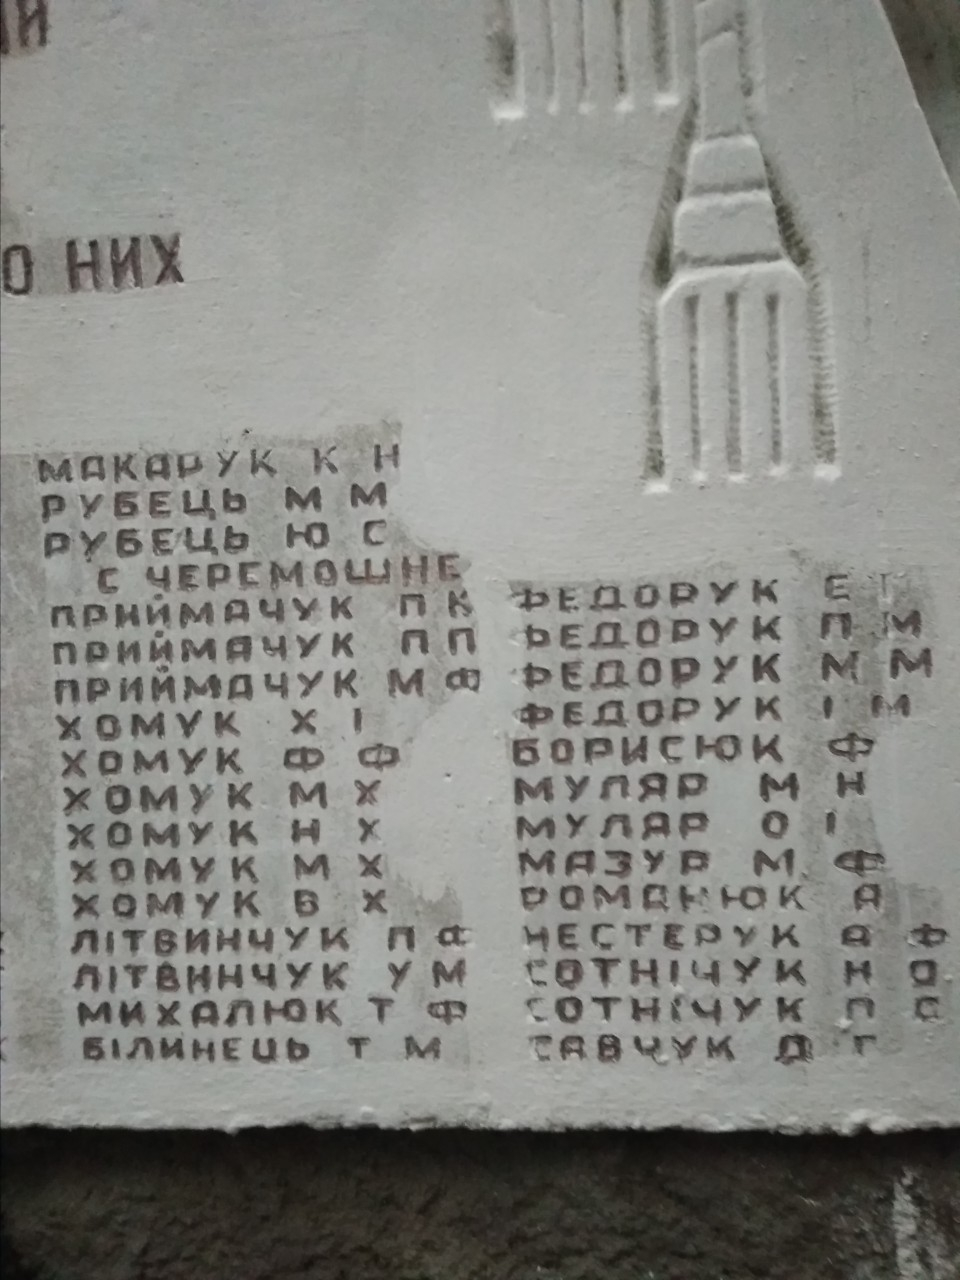 О НИХ
МАКАРУК К Н
РУБЕЦЬ М М
РУБЕЦЬ Ю С
С ЧЕРЕМОШНЕ
ПРИЙМАЧУК П К
ПРИЙМАЧУК П П
ПРИЙМАЧУК М Ф
ХОМУК Х І
ХОМУК Ф Ф
ХОМУК М Х
ХОМУК Н Х
ХОМУК М Х
ХОМУК В Х
ЛІТВИНЧУК П Ф
ЛІТВИНЧУК У М
МИХАЛЮК Т Ф
БІЛИНЕЦЬ Т М
ФЕДОРУК Е
ФЕДОРУК П М
ФЕДОРУК М М
ФЕДОРУК І М
БОРИСЮК Ф
МУЛЯР М Н
МУЛЯР О І
МАЗУР М Ф
РОМАНЮК А
НЕСТЕРУК А Ф
СОТНІЧУК Н О
СОТНІЧУК П С
САВЧУК Д Т